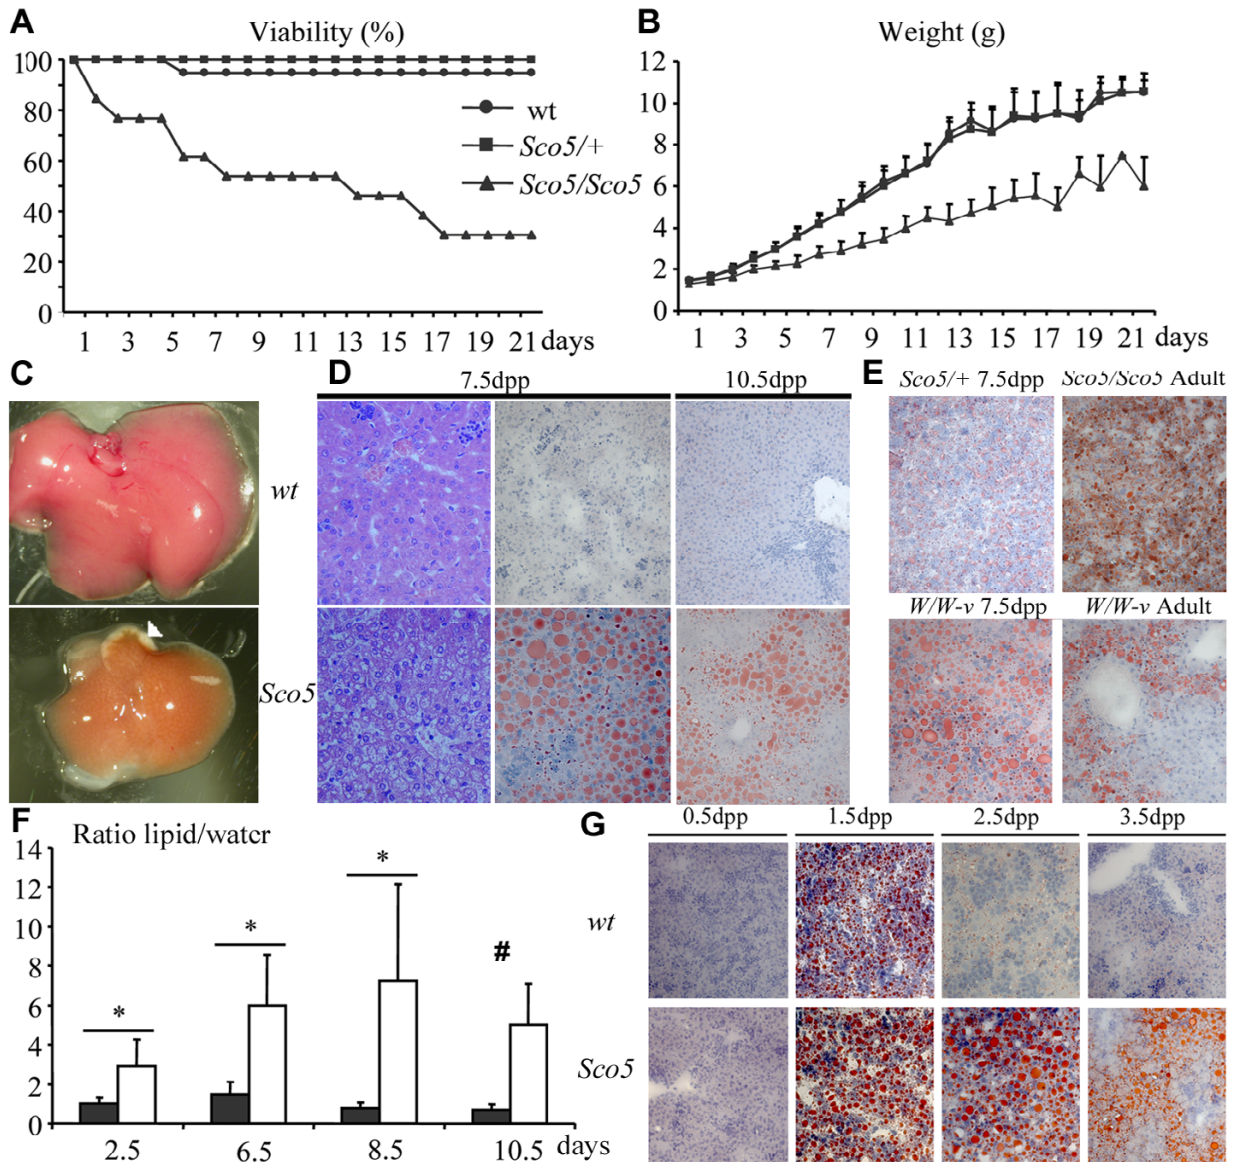 A
Viability (%)
100
80
60
40
20
0
1 3 5 7 9 11 13 15 17 19 21 days
wt
Sco5/+
Sco5/Sco5
B
Weight (g)
12
10
8
6
4
2
0
1 3 5 7 9 11 13 15 17 19 21 days
C
wt
Sco5
D
7.5dpp
10.5dpp
E
Sco5/+ 7.5dpp
Sco5/Sco5 Adult
W/W-v 7.5dpp
W/W-v Adult
F
Ratio lipid/water
14
12
10
8
6
4
2
0
*
*
*
#
2.5 6.5 8.5 10.5 days
G
0.5dpp 1.5dpp 2.5dpp 3.5dpp
wt
Sco5